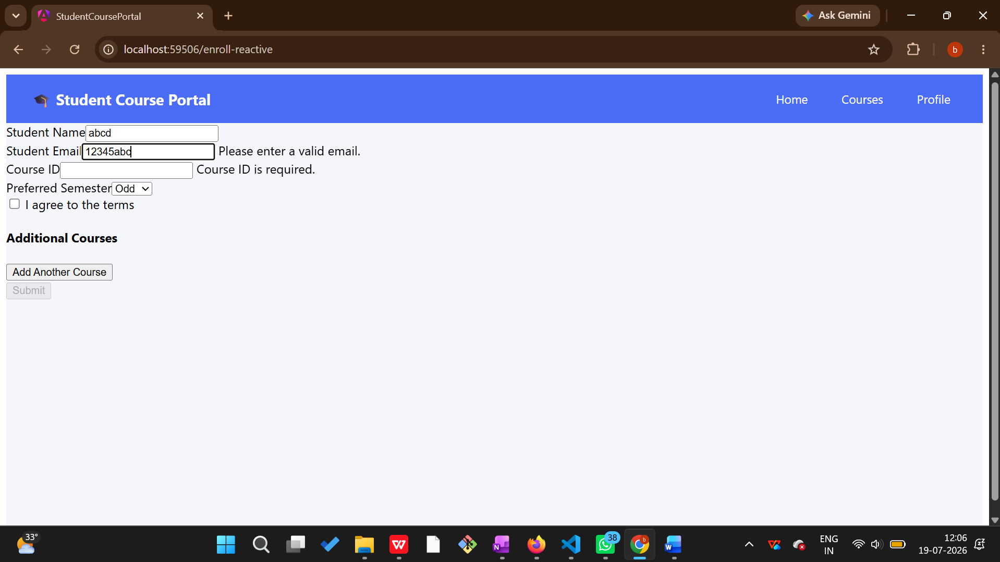 StudentCoursePortal
Ask Gemini
localhost:59506/enroll-reactive
b
Student Course Portal
Home
Courses
Profile
Student Name abcd
Student Email 12345abc Please enter a valid email.
Course ID Course ID is required.
Preferred Semester Odd
I agree to the terms
Additional Courses
Add Another Course
Submit
33°
W
N
38
b
W
ENG
IN
12:06
19-07-2026